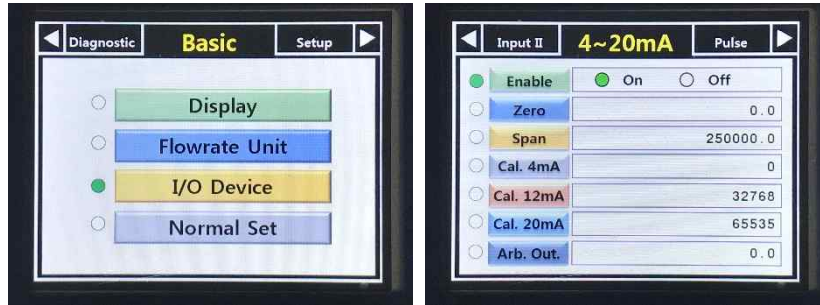 Diagnostic Basic Setup
Display
Flowrate Unit
I/O Device
Normal Set
Input II 4~20mA Pulse
Enable On Off
Zero 0.0
Span 250000.0
Cal. 4mA 0
Cal. 12mA 32768
Cal. 20mA 65535
Arb. Out. 0.0